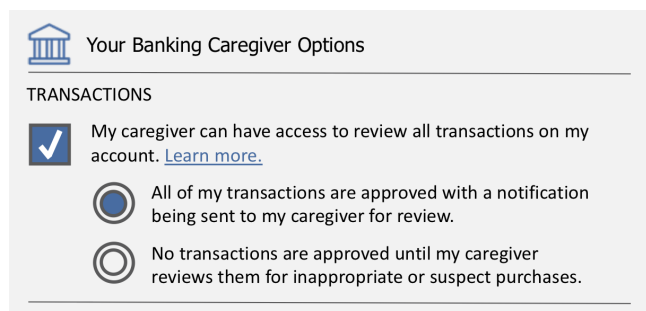 Your Banking Caregiver Options
TRANSACTIONS
My caregiver can have access to review all transactions on my
account. Learn more.
All of my transactions are approved with a notification
being sent to my caregiver for review.
No transactions are approved until my caregiver
reviews them for inappropriate or suspect purchases.